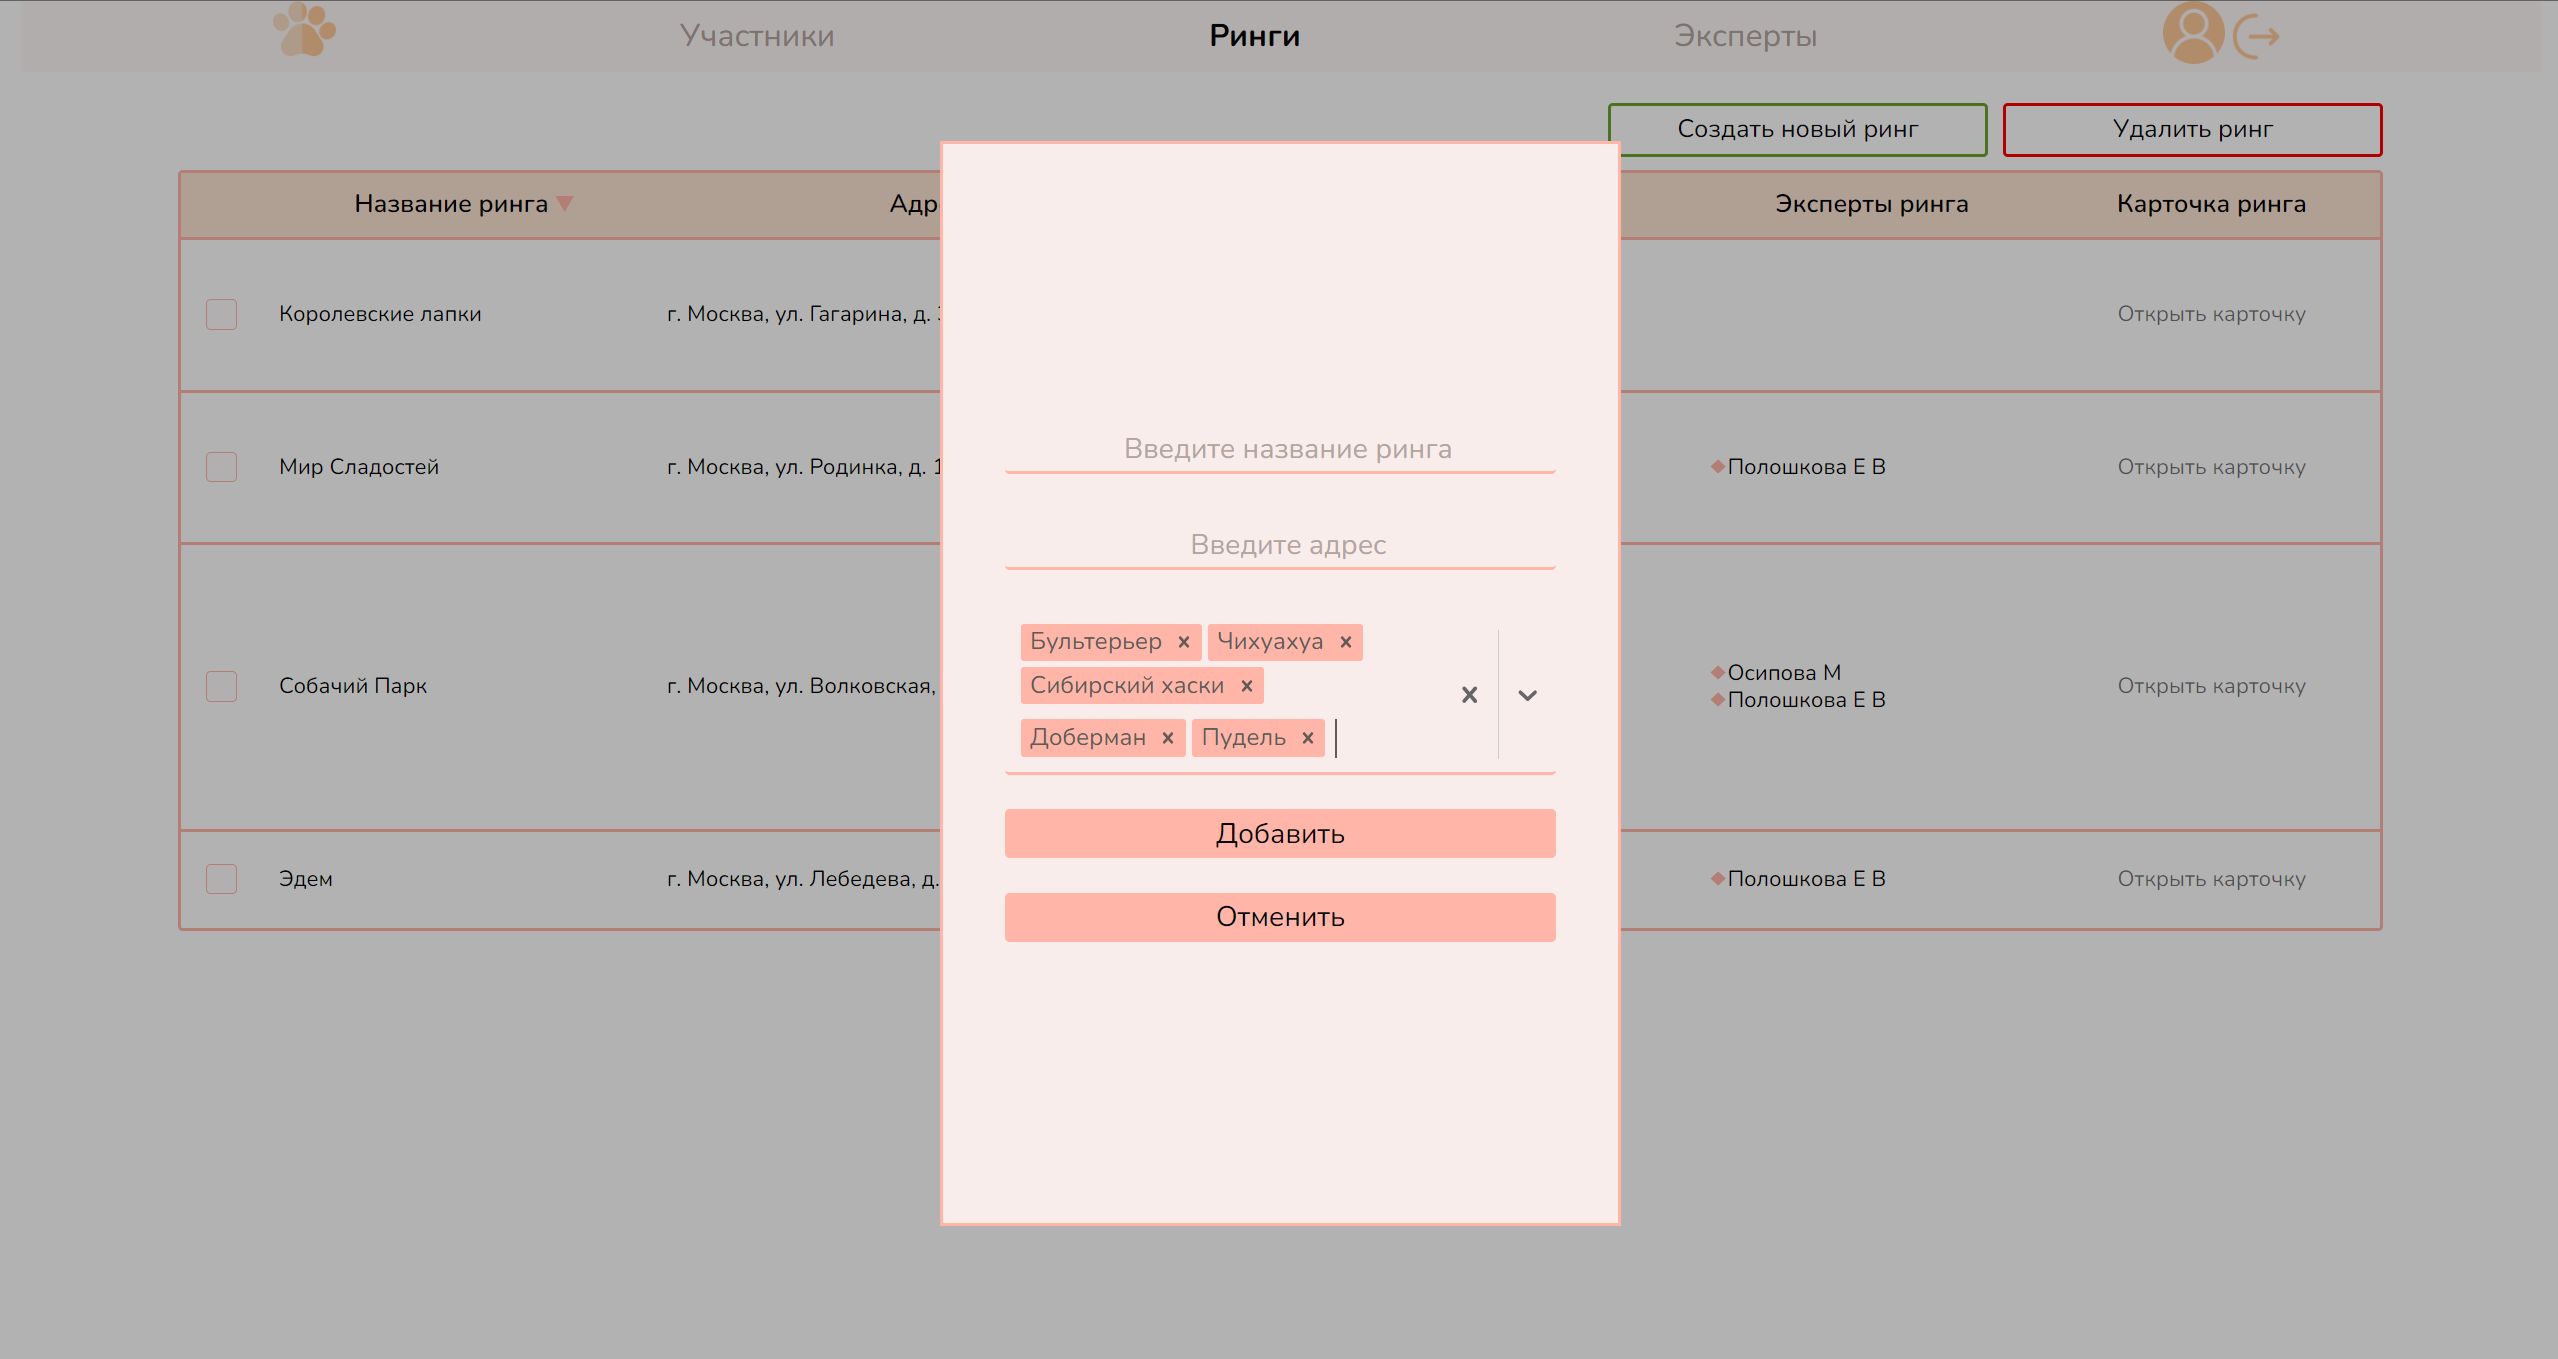 Участники Ринги Эксперты
Создать новый ринг Удалить ринг
Название ринга Эксперты ринга Карточка ринга
Королевские лапки г. Москва, ул. Гагарина, д. Открыть карточку
Введите название ринга
Мир Сладостей г. Москва, ул. Родинка, д. 1 Полошкова Е В Открыть карточку
Введите адрес
Бультерьер Чихуахуа
Сибирский хаски
Доберман Пудель
Собачий Парк г. Москва, ул. Волковская, Осипова М
Полошкова Е В
Открыть карточку
Добавить
Эдем г. Москва, ул. Лебедева, д. Полошкова Е В Открыть карточку
Отменить